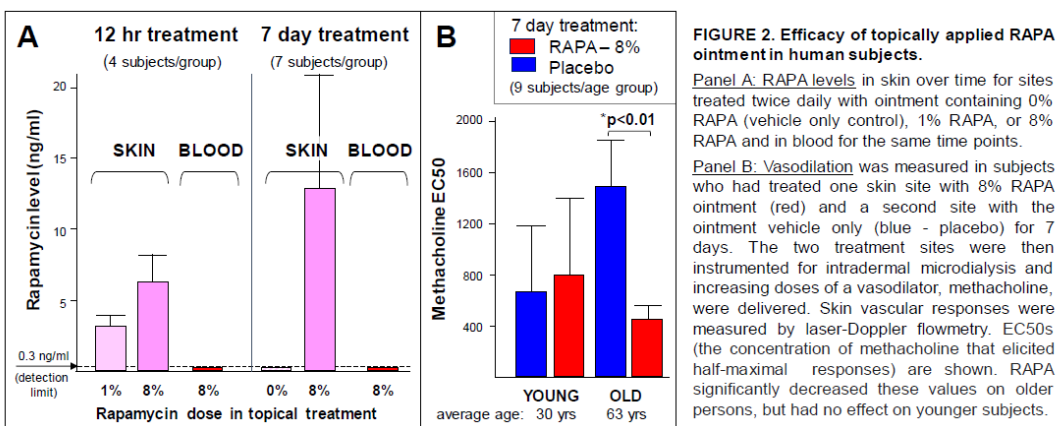 A
12 hr treatment
(4 subjects/group)
7 day treatment
(7 subjects/group)
Rapamycin level (ng/ml)
20
15
10
5
SKIN BLOOD SKIN BLOOD
0.3 ng/ml
(detection
limit)
1% 8% 8% 0% 8% 8%
Rapamycin dose in topical treatment
B
7 day treatment:
RAPA – 8%
Placebo
(9 subjects/age group)
*p<0.01
Methacholine EC50
2000
1600
1200
800
400
YOUNG OLD
average age: 30 yrs 63 yrs
FIGURE 2. Efficacy of topically applied RAPA
ointment in human subjects.
Panel A: RAPA levels in skin over time for sites
treated twice daily with ointment containing 0%
RAPA (vehicle only control), 1% RAPA, or 8%
RAPA and in blood for the same time points.
Panel B: Vasodilation was measured in subjects
who had treated one skin site with 8% RAPA
ointment (red) and a second site with the
ointment vehicle only (blue - placebo) for 7
days. The two treatment sites were then
instrumented for intradermal microdialysis and
increasing doses of a vasodilator, methacholine,
were delivered. Skin vascular responses were
measured by laser-Doppler flowmetry. EC50s
(the concentration of methacholine that elicited
half-maximal responses) are shown. RAPA
significantly decreased these values on older
persons, but had no effect on younger subjects.